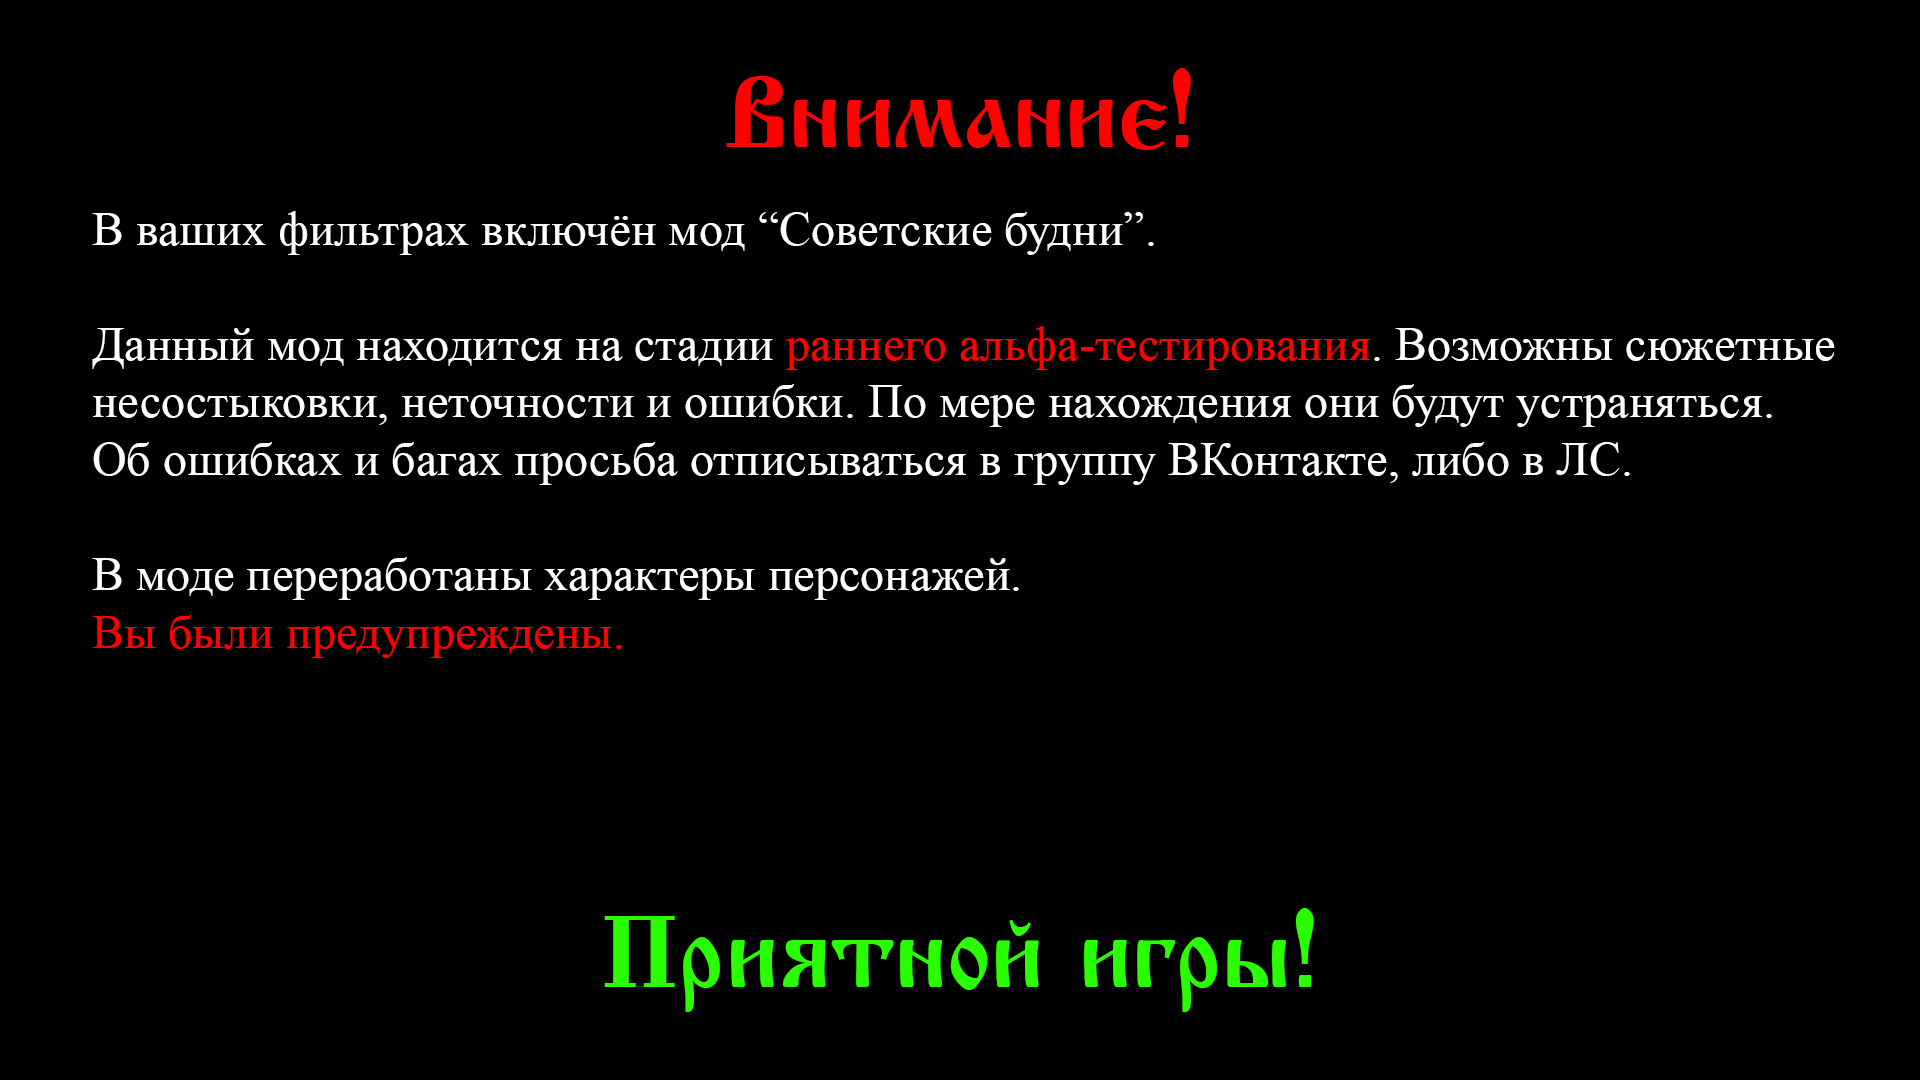 Внимание!
В ваших фильтрах включён мод “Советские будни”.
Данный мод находится на стадии раннего альфа-тестирования. Возможны сюжетные
несостыковки, неточности и ошибки. По мере нахождения они будут устраняться.
Об ошибках и багах просьба отписываться в группу ВКонтакте, либо в ЛС.
В моде переработаны характеры персонажей.
Вы были предупреждены.
Приятной игры!